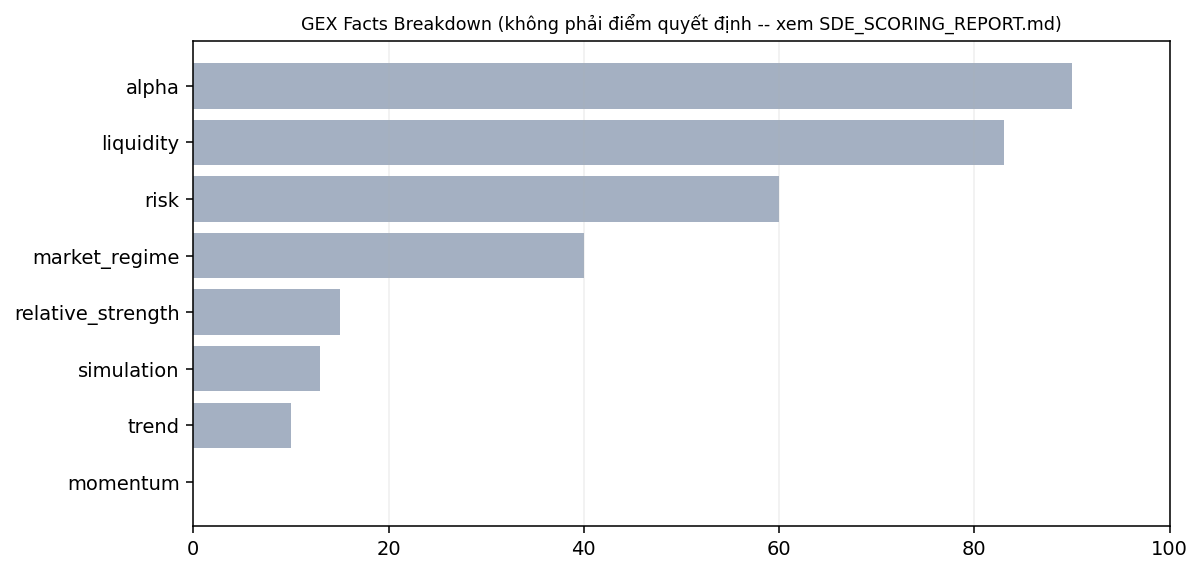 GEX Facts Breakdown (không phải điểm quyết định -- xem SDE_SCORING_REPORT.md)
alpha
liquidity
risk
market_regime
relative_strength
simulation
trend
momentum
0 20 40 60 80 100